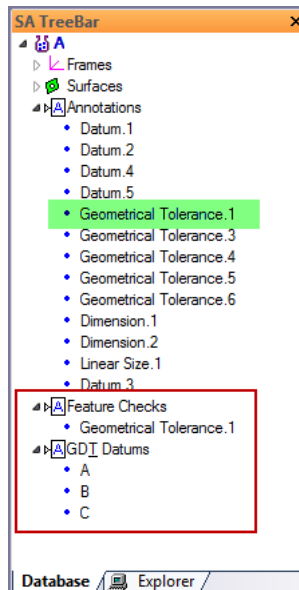 SA TreeBar ×
A
Frames
Surfaces
A Annotations
Datum.1
Datum.2
Datum.4
Datum.5
Geometrical Tolerance.1
Geometrical Tolerance.3
Geometrical Tolerance.4
Geometrical Tolerance.5
Geometrical Tolerance.6
Dimension.1
Dimension.2
Linear Size.1
Datum.3
A Feature Checks
Geometrical Tolerance.1
A GDT Datums
A
B
C
Database / Explorer /